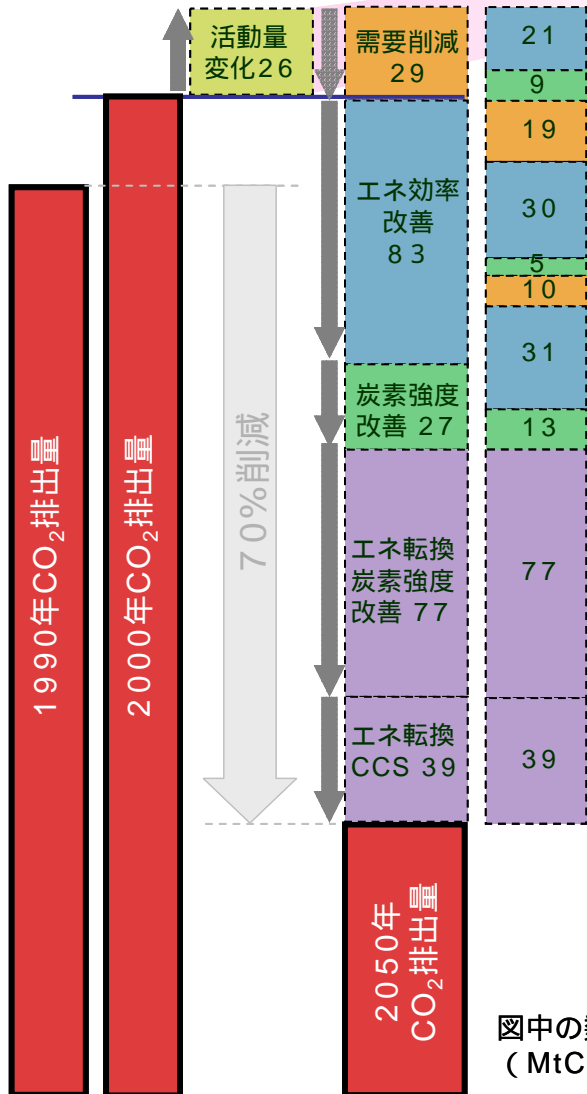 活動量
変化26
需要削減
29
エネ効率
改善
83
炭素強度
改善 27
エネ転換
炭素強度
改善 77
エネ転換
CCS 39
21
9
19
30
5
10
31
13
77
39
1990年CO₂排出量
2000年CO₂排出量
70%削減
2050年
CO₂排出量
図中の
(MtC